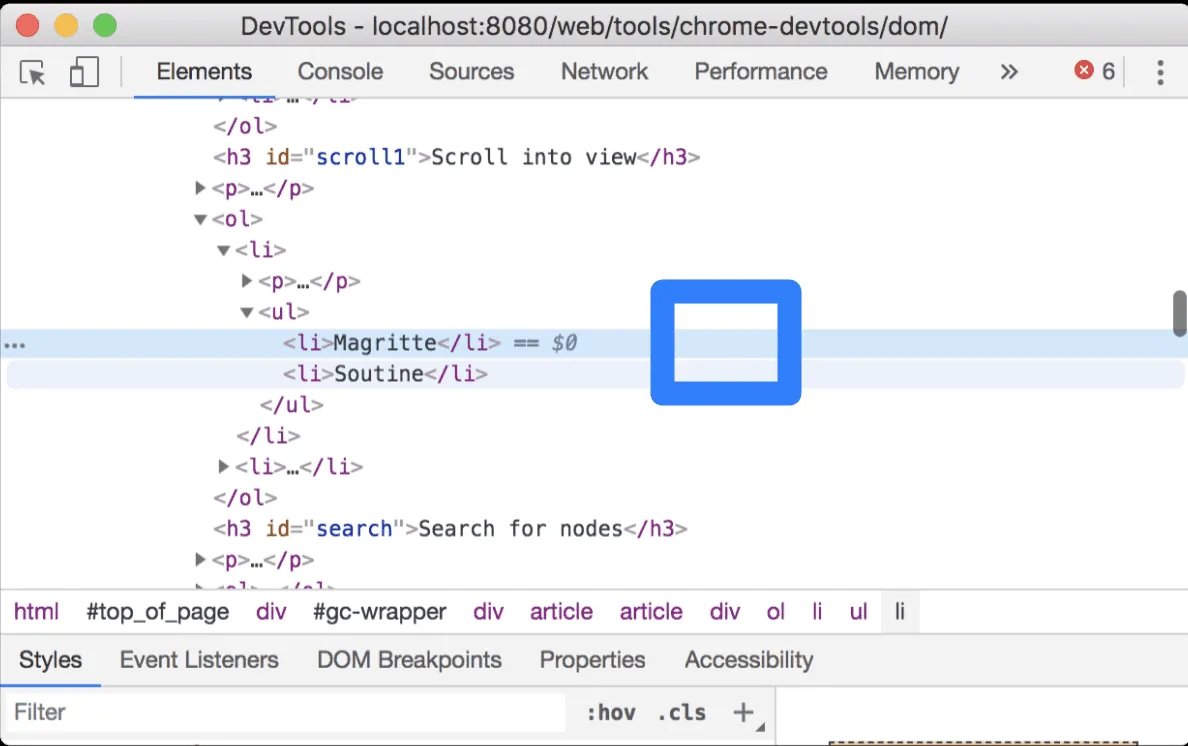 DevTools - localhost:8080/web/tools/chrome-devtools/dom/
Elements Console Sources Network Performance Memory » 6
</ol>
<h3 id="scroll1">Scroll into view</h3>
▶<p>…</p>
▼<ol>
▼<li>
▶<p>…</p>
▼<ul>
… <li>Magritte</li> == $0
<li>Soutine</li>
</ul>
</li>
▶<li>…</li>
</ol>
<h3 id="search">Search for nodes</h3>
▶<p>…</p>
html #top_of_page div #gc-wrapper div article article div ol li ul li
Styles Event Listeners DOM Breakpoints Properties Accessibility
Filter :hov .cls +